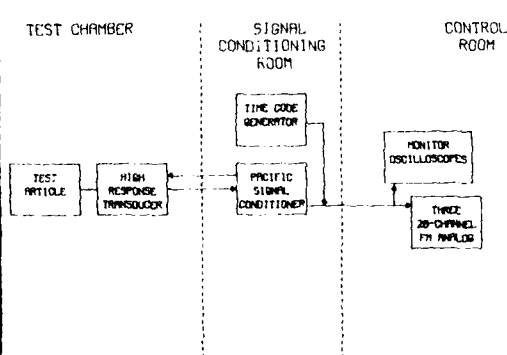 TEST CHAMBER
SIGNAL
CONDITIONING
ROOM
CONTROL
ROOM
TIME CODE
GENERATOR
MONITOR
OSCILLOSCOPES
TEST
ARTICLE
HIGH
RESPONSE
TRANSDUCER
PACIFIC
SIGNAL
CONDITIONER
THREE
28-CHANNEL
FM ANALOG